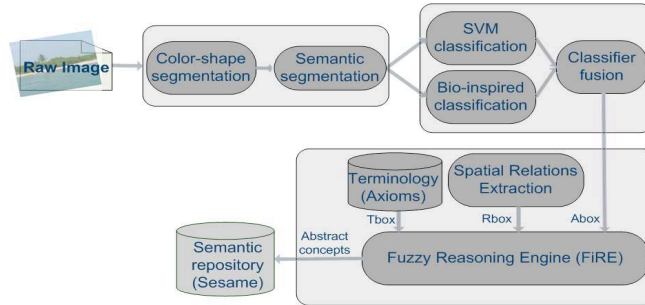 Raw Image
Color-shape
segmentation
Semantic
segmentation
SVM
classification
Bio-inspired
classification
Classifier
fusion
Terminology
(Axioms)
Spatial Relations
Extraction
Tbox
Rbox
Abox
Abstract
concepts
Fuzzy Reasoning Engine (FiRE)
Semantic
repository
(Sesame)